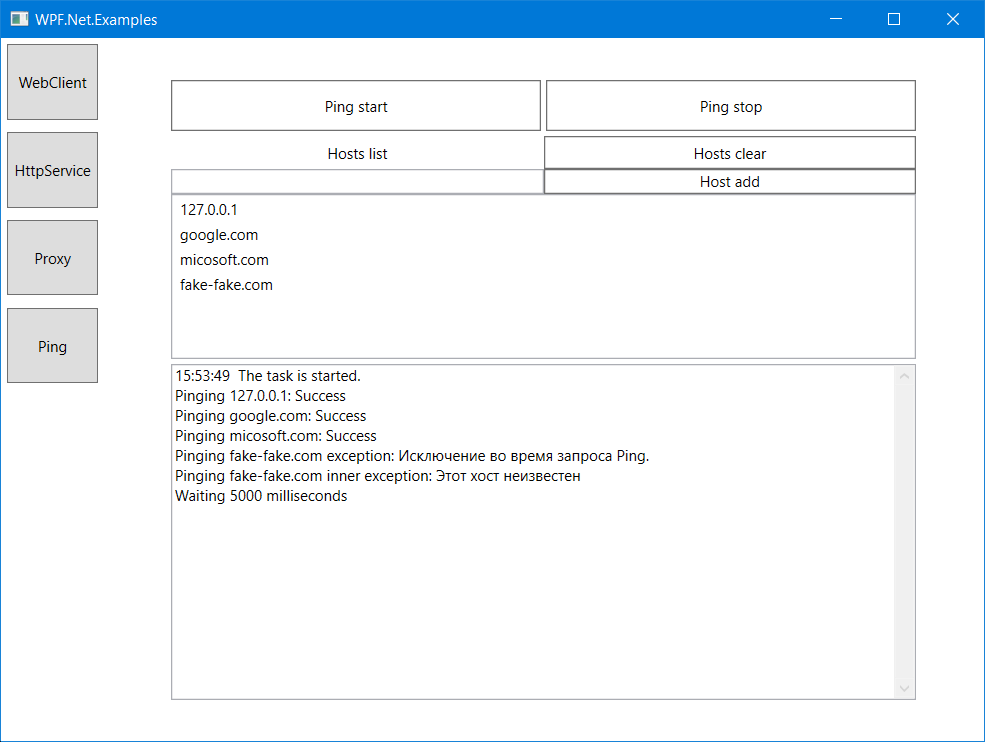 WPF.Net.Examples
WebClient
HttpService
Proxy
Ping
Ping start
Ping stop
Hosts list
Hosts clear
Host add
127.0.0.1
google.com
micosoft.com
fake-fake.com
15:53:49  The task is started.
Pinging 127.0.0.1: Success
Pinging google.com: Success
Pinging micosoft.com: Success
Pinging fake-fake.com exception: Исключение во время запроса Ping.
Pinging fake-fake.com inner exception: Этот хост неизвестен
Waiting 5000 milliseconds